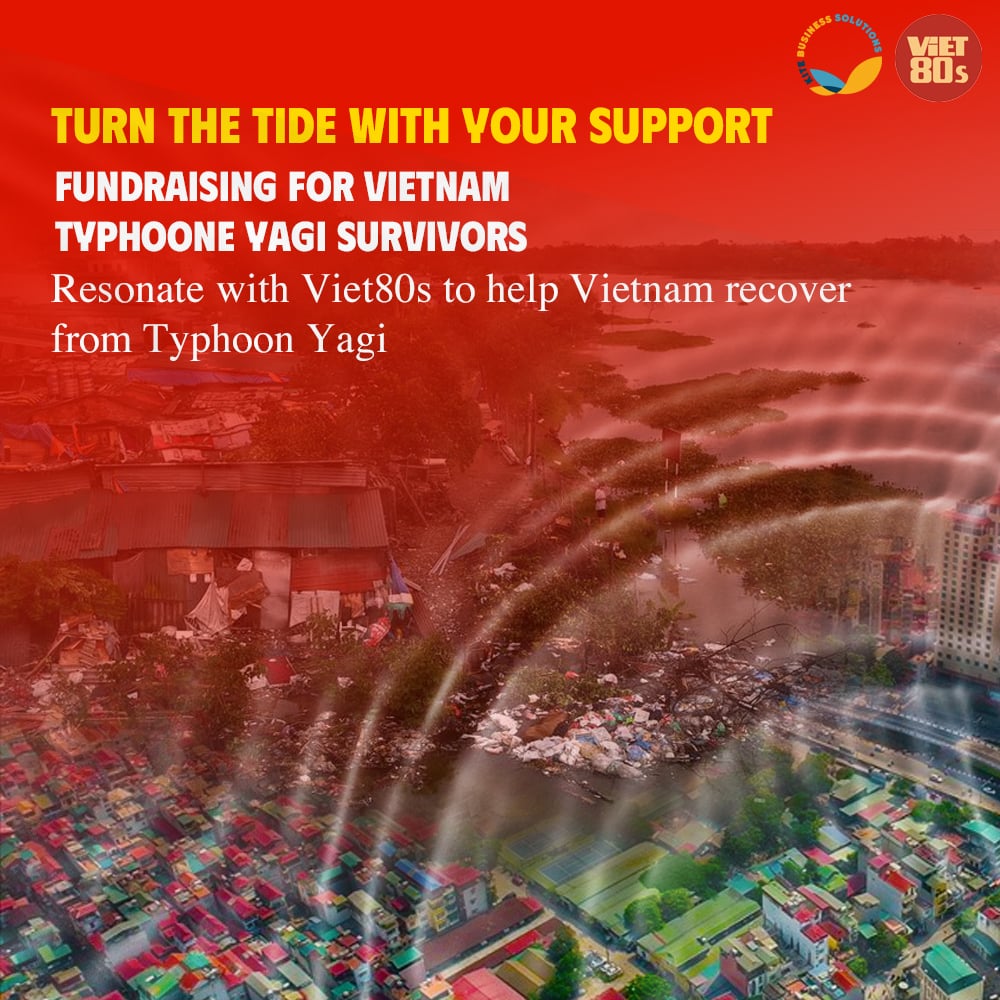 KITE BUSINESS SOLUTIONS
VIET
80s
TURN THE TIDE WITH YOUR SUPPORT
FUNDRAISING FOR VIETNAM
TYPHOONE YAGI SURVIVORS
Resonate with Viet80s to help Vietnam recover
from Typhoon Yagi